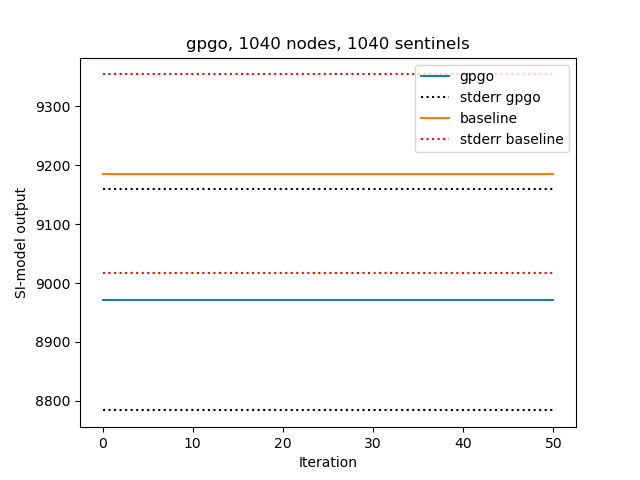 gpgo, 1040 nodes, 1040 sentinels
gpgo
stderr gpgo
baseline
stderr baseline
SI-model output
9300
9200
9100
9000
8900
8800
0 10 20 30 40 50
Iteration